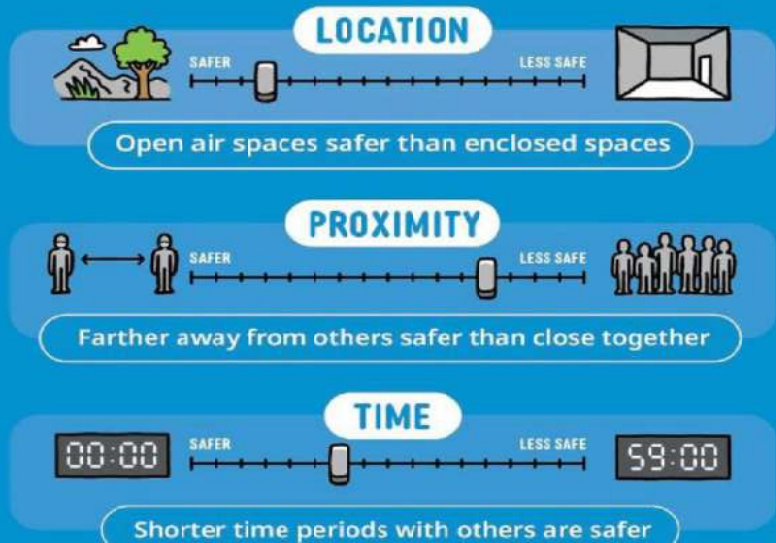 LOCATION
SAFER LESS SAFE
Open air spaces safer than enclosed spaces
PROXIMITY
SAFER LESS SAFE
Farther away from others safer than close together
TIME
00:00 SAFER LESS SAFE 59:00
Shorter time periods with others are safer